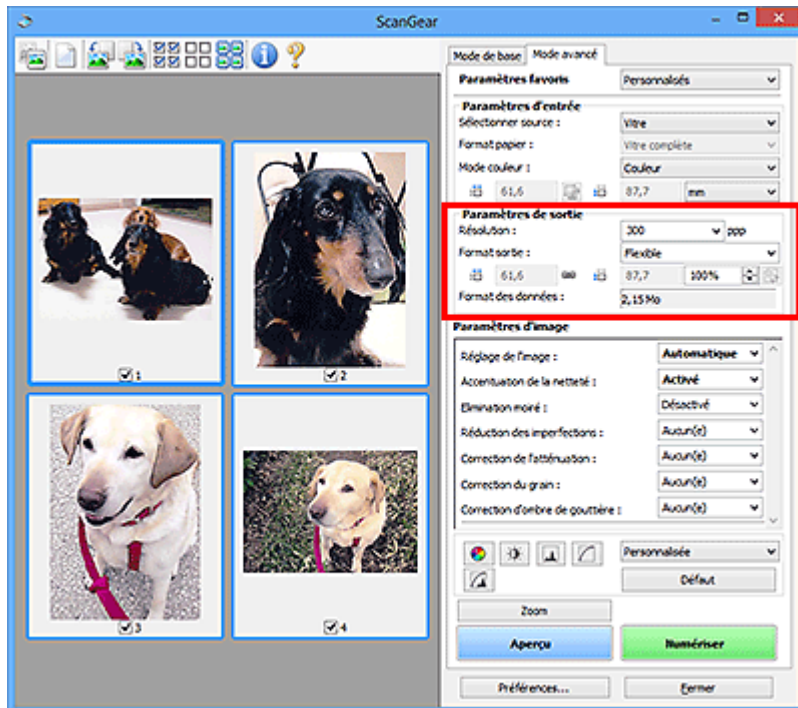 ScanGear
Mode de base Mode avancé
Paramètres favoris Personnalisés
Paramètres d'entrée
Sélectionner source : Vitre
Format papier : Vitre complète
Mode couleur : Couleur
61,6 87,7 mm
Paramètres de sortie
Résolution : 300 ppp
Format sortie : Flexible
61,6 87,7 100%
Format des données : 2,15 Mo
Paramètres d'image
Réglage de l'image : Automatique
Accentuation de la netteté : Activé
Elimination moiré : Désactivé
Réduction des imperfections : Aucun(e)
Correction de l'atténuation : Aucun(e)
Correction du grain : Aucun(e)
Correction d'ombre de gouttière : Aucun(e)
Personnalisée
Défaut
Zoom
Aperçu Numériser
Préférences... Fermer
1 2
3 4